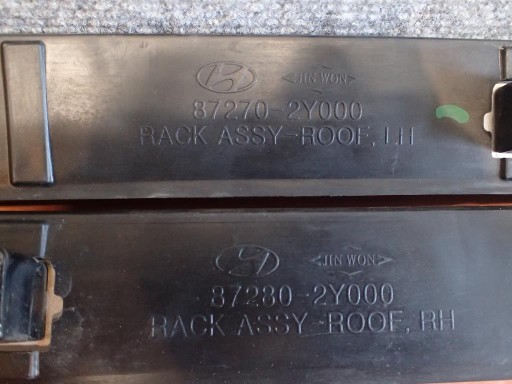 JIN WON
87270-2Y000
RACK ASSY-ROOF, LH
JIN WON
87280-2Y000
RACK ASSY-ROOF, RH